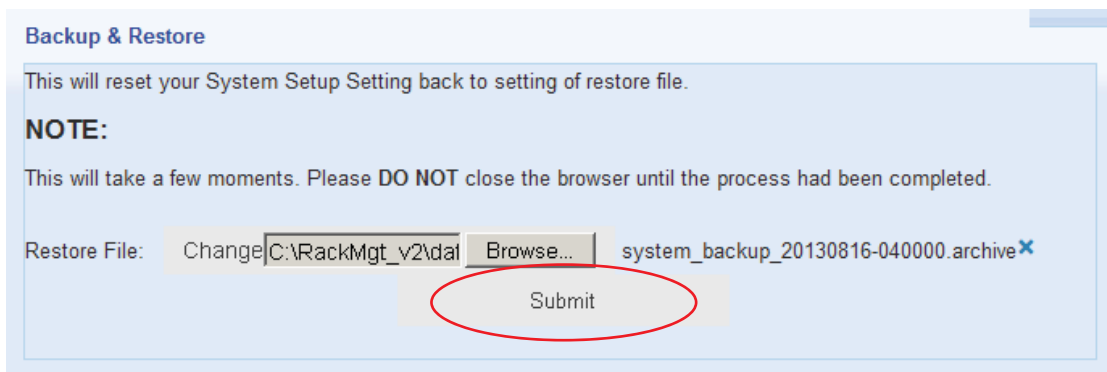 Backup & Restore
This will reset your System Setup Setting back to setting of restore file.
NOTE:
This will take a few moments. Please DO NOT close the browser until the process had been completed.
Restore File: Change C:\RackMgt_v2\dat Browse... system_backup_20130816-040000.archive
Submit